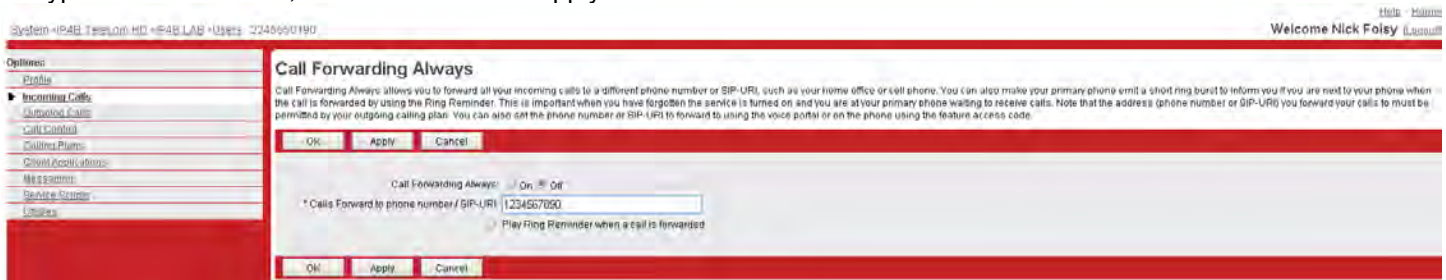 Help - Home
System >IP4B Telecom HD >IP4B LAB >Users : 2248650190
Welcome Nick Folsy [Logout]
Options:
Profile
Incoming Calls
Outgoing Calls
Call Control
Calling Plans
Client Applications
Messaging
Service Scripts
Utilities
Call Forwarding Always
Call Forwarding Always allows you to forward all your incoming calls to a different phone number or SIP-URI, such as your home office or cell phone. You can also make your primary phone emit a short ring burst to inform you if you are next to your phone when
the call is forwarded by using the Ring Reminder. This is important when you have forgotten the service is turned on and you are at your primary phone waiting to receive calls. Note that the address (phone number or SIP-URI) you forward your calls to must be
permitted by your outgoing calling plan. You can also set the phone number or SIP-URI to forward to using the voice portal or on the phone using the feature access code.
OK Apply Cancel
Call Forwarding Always: On Off
* Calls Forward to phone number / SIP-URI 1234567890
Play Ring Reminder when a call is forwarded
OK Apply Cancel